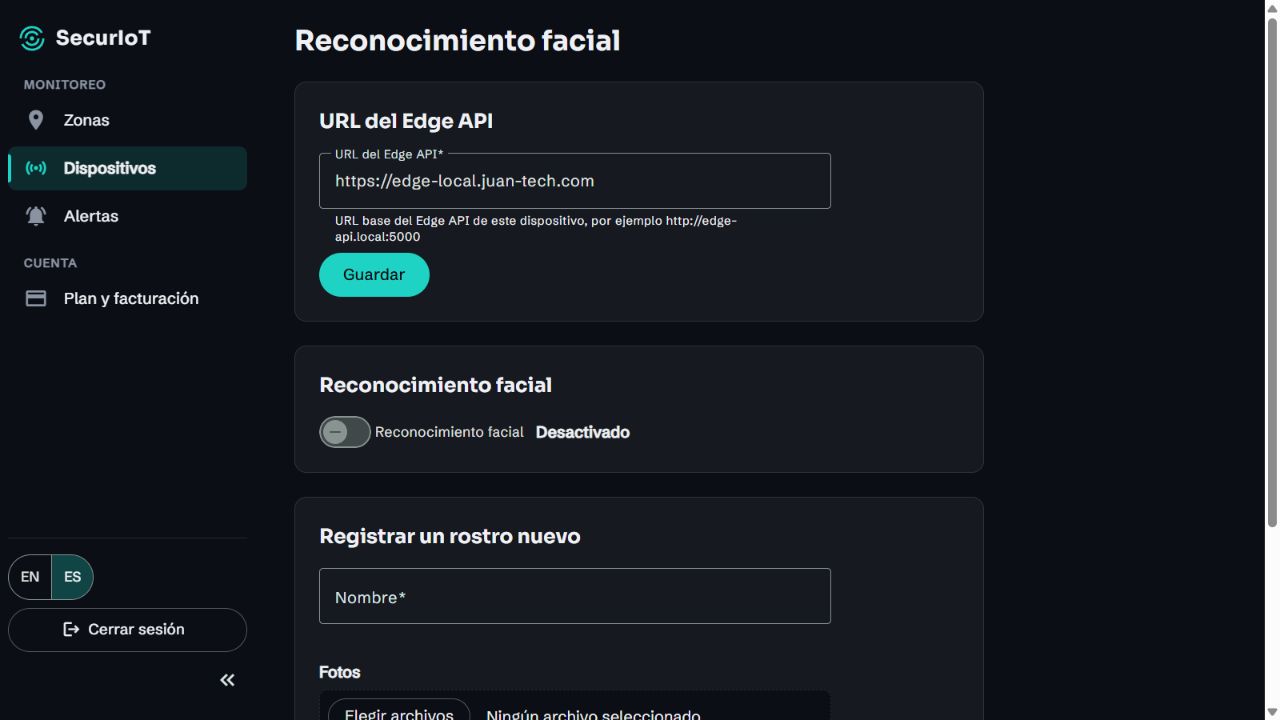 SecurIoT
MONITOREO
Zonas
Dispositivos
Alertas
CUENTA
Plan y facturación
EN
ES
Cerrar sesión
Reconocimiento facial
URL del Edge API
URL del Edge API*
https://edge-local.juan-tech.com
URL base del Edge API de este dispositivo, por ejemplo http://edge-
api.local:5000
Guardar
Reconocimiento facial
Reconocimiento facial Desactivado
Registrar un rostro nuevo
Nombre*
Fotos
Elegir archivos Ningún archivo seleccionado